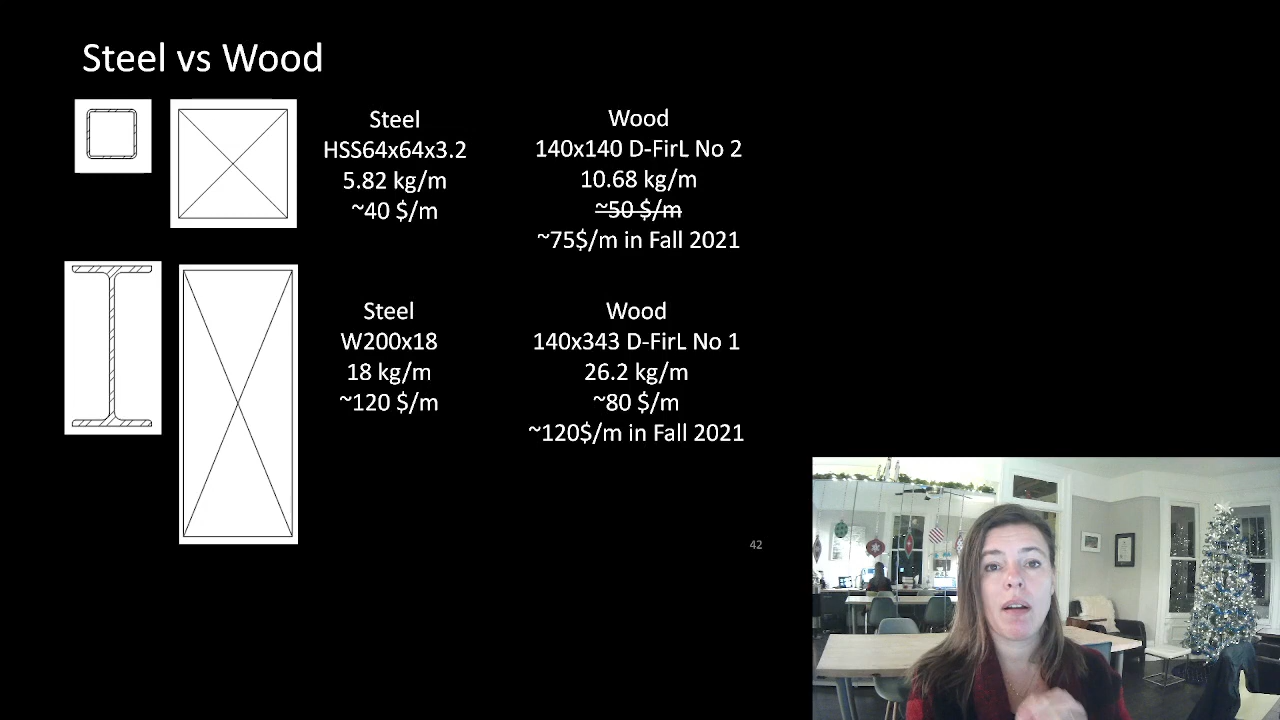 Steel vs Wood
Steel
HSS64x64x3.2
5.82 kg/m
~40 $/m
Wood
140x140 D-FirL No 2
10.68 kg/m
~50 $/m
~75$/m in Fall 2021
Steel
W200x18
18 kg/m
~120 $/m
Wood
140x343 D-FirL No 1
26.2 kg/m
~80 $/m
~120$/m in Fall 2021
42